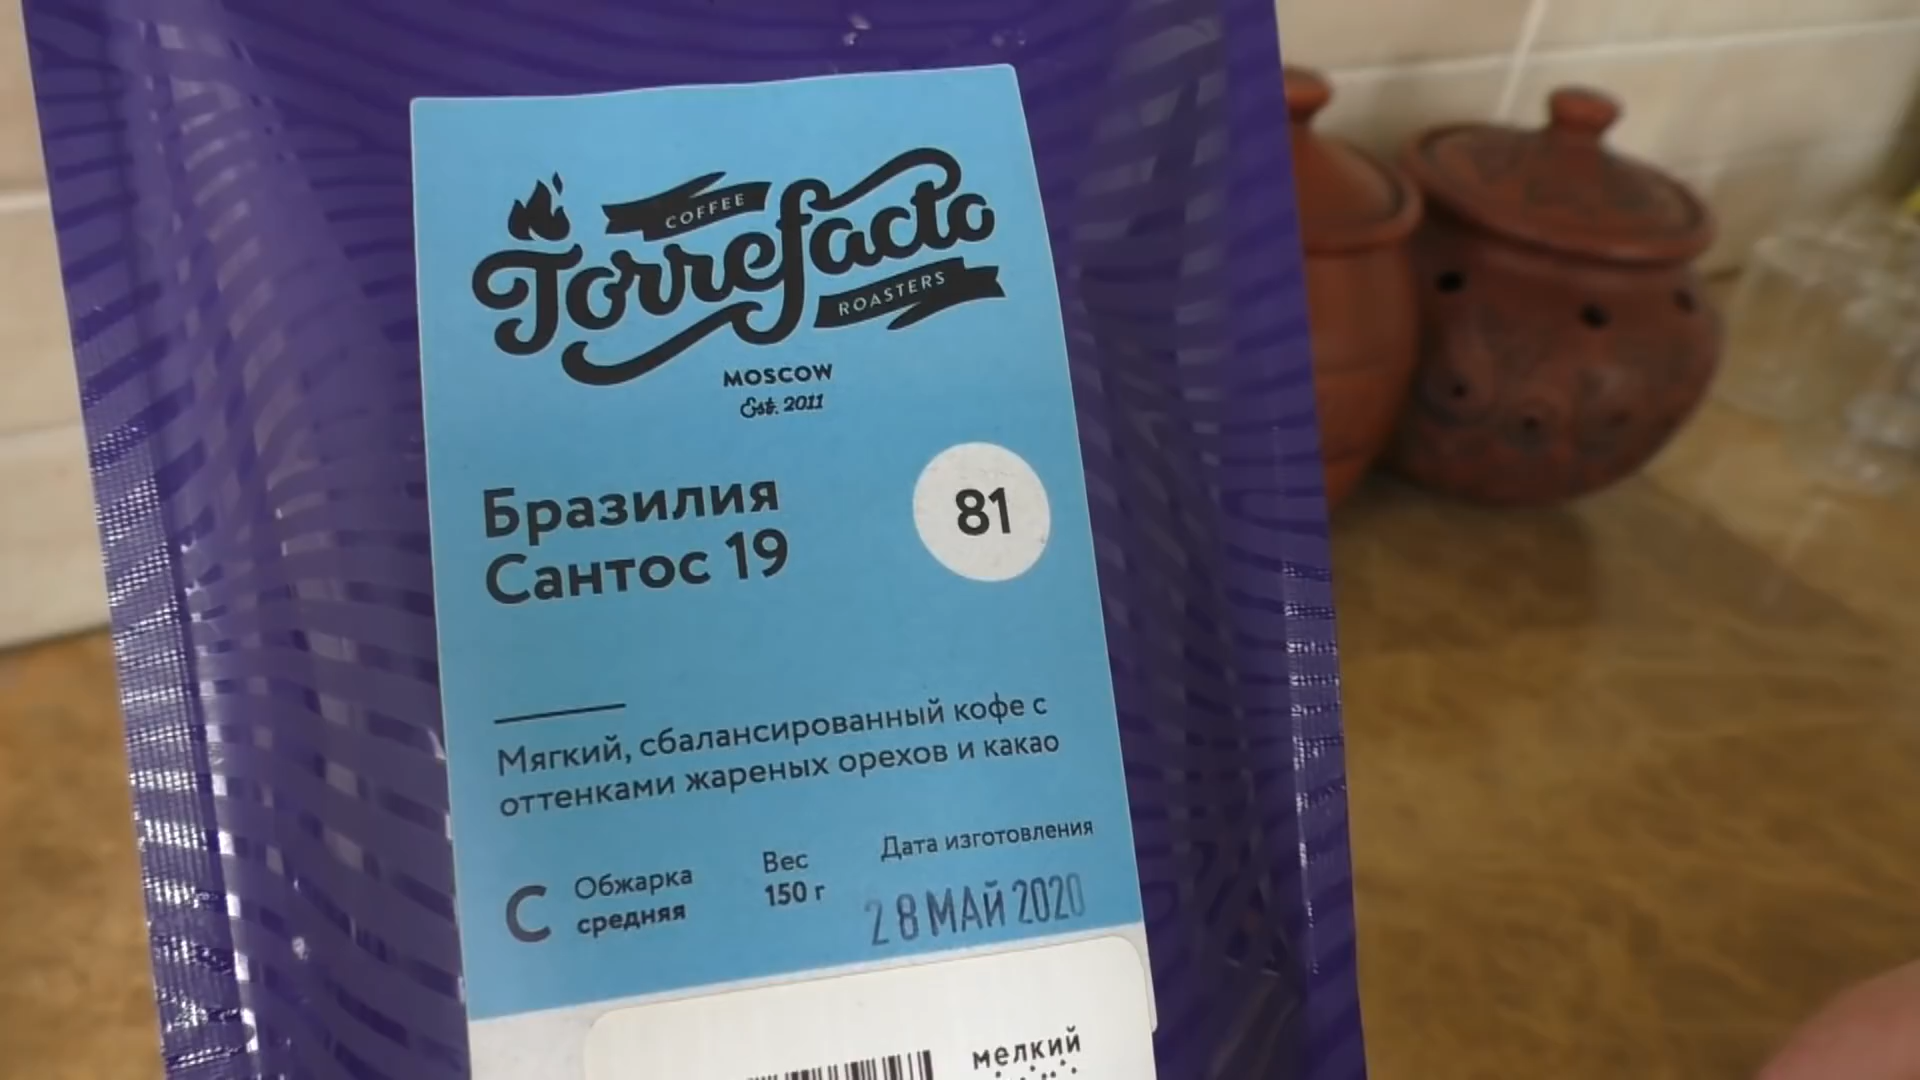 COFFEE
Torrefacto
ROASTERS
MOSCOW
Est. 2011
Бразилия
Сантос 19
81
Мягкий, сбалансированный кофе с
оттенками жареных орехов и какао
С
Обжарка
средняя
Вес
150 г
Дата изготовления
28 МАЙ 2020
мелкий